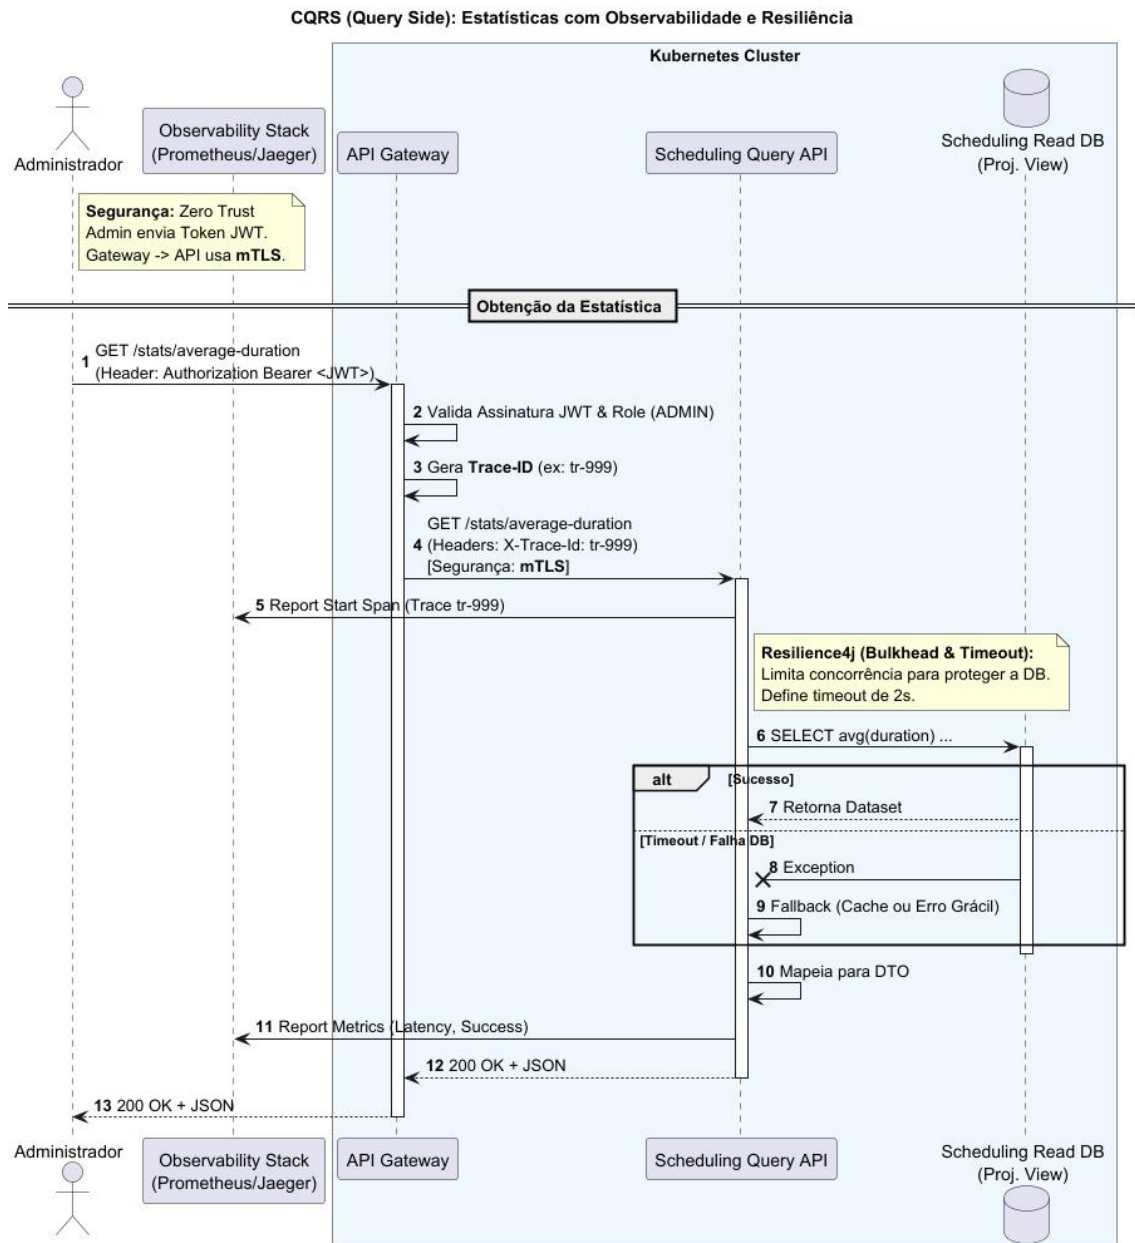 CQRS (Query Side): Estatísticas com Observabilidade e Resiliência
Kubernetes Cluster
Administrador
Observability Stack
(Prometheus/Jaeger)
API Gateway
Scheduling Query API
Scheduling Read DB
(Proj. View)
Segurança: Zero Trust
Admin envia Token JWT.
Gateway -> API usa mTLS.
Obtenção da Estatística
1 GET /stats/average-duration
(Header: Authorization Bearer <JWT>)
2 Valida Assinatura JWT & Role (ADMIN)
3 Gera Trace-ID (ex: tr-999)
GET /stats/average-duration
4 (Headers: X-Trace-Id: tr-999)
[Segurança: mTLS]
5 Report Start Span (Trace tr-999)
Resilience4j (Bulkhead & Timeout):
Limita concorrência para proteger a DB.
Define timeout de 2s.
6 SELECT avg(duration) ...
alt [Sucesso]
7 Retorna Dataset
[Timeout / Falha DB]
8 Exception
9 Fallback (Cache ou Erro Grácil)
10 Mapeia para DTO
11 Report Metrics (Latency, Success)
12 200 OK + JSON
13 200 OK + JSON
Administrador
Observability Stack
(Prometheus/Jaeger)
API Gateway
Scheduling Query API
Scheduling Read DB
(Proj. View)